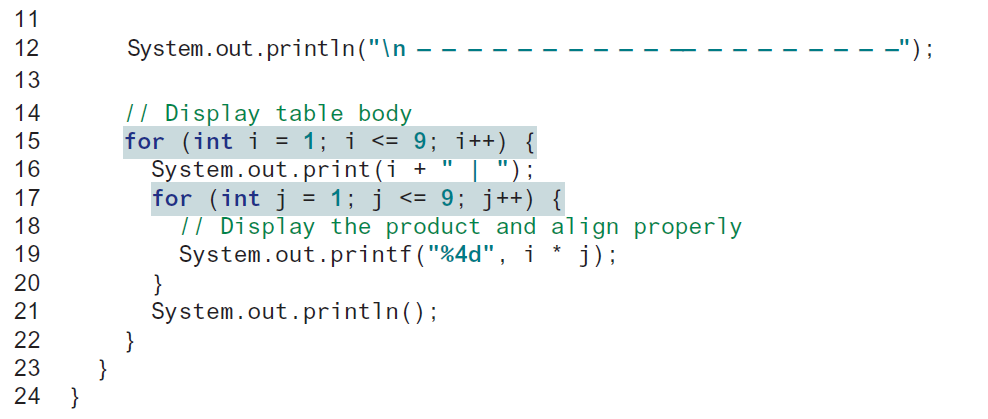 11
12 System.out.println("\n — — — — — — — — — — — — — — — — — — —");
13
14 // Display table body
15 for (int i = 1; i <= 9; i++) {
16 System.out.print(i + " | ");
17 for (int j = 1; j <= 9; j++) {
18 // Display the product and align properly
19 System.out.printf("%4d", i * j);
20 }
21 System.out.println();
22 }
23 }
24 }